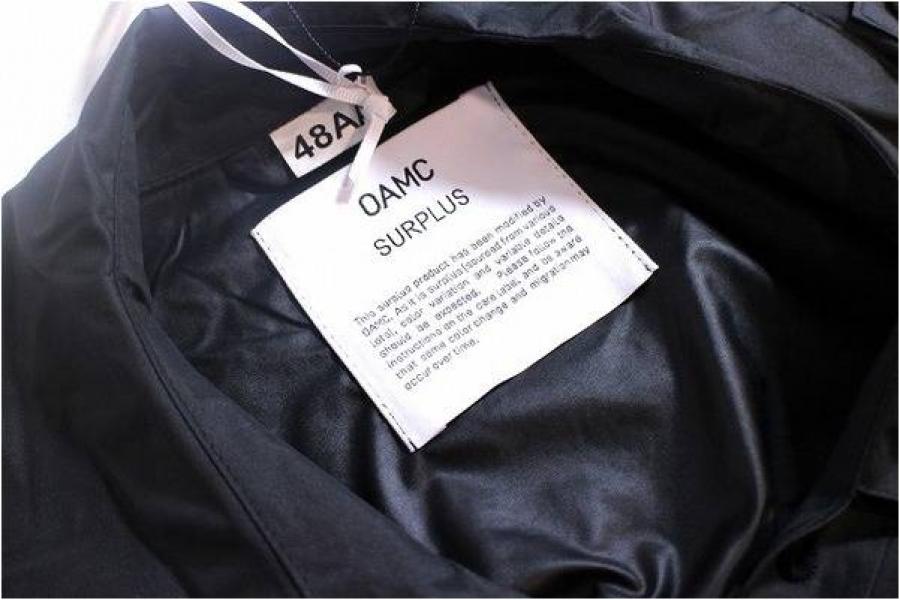 48A
OAMC
SURPLUS
This surplus product has been modified by
OAMC. As it is surplus (sourced from various
lots), color variation and variable details
should be expected. Please follow the
instructions on the care label, and be aware
that some color change and migration may
occur over time.